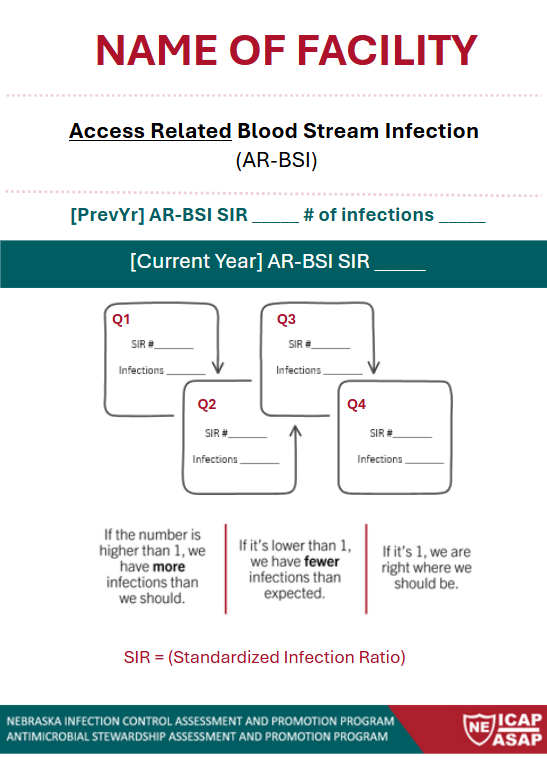 NAME OF FACILITY
Access Related Blood Stream Infection
(AR-BSI)
[PrevYr] AR-BSI SIR _____ # of infections _____
[Current Year] AR-BSI SIR _____
Q1
SIR #_______
Infections _______
Q2
SIR #_______
Infections _______
Q3
SIR #_______
Infections _______
Q4
SIR #_______
Infections _______
If the number is
higher than 1, we
have more
infections than
we should.
If it's lower than 1,
we have fewer
infections than
expected.
If it's 1, we are
right where we
should be.
SIR = (Standardized Infection Ratio)
NEBRASKA INFECTION CONTROL ASSESSMENT AND PROMOTION PROGRAM
ANTIMICROBIAL STEWARDSHIP ASSESSMENT AND PROMOTION PROGRAM
NE
ICAP
ASAP